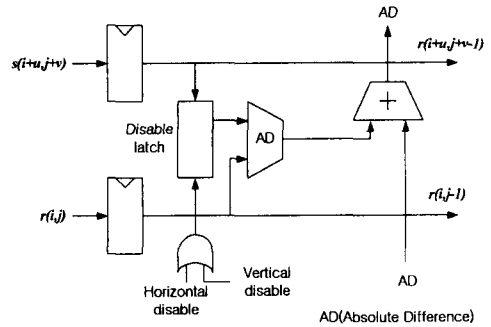 AD
s(i+u,j+v)
r(i+u,j+v-1)
Disable
latch
AD
+
r(i,j)
r(i,j-1)
Horizontal
disable
Vertical
disable
AD
AD(Absolute Difference)